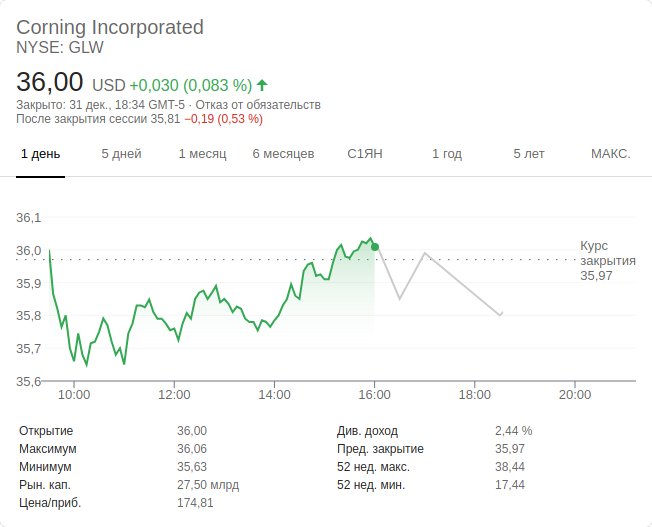 Corning Incorporated
NYSE: GLW
36,00 USD +0,030 (0,083 %)
Закрыто: 31 дек., 18:34 GMT-5 · Отказ от обязательств
После закрытия сессии 35,81 −0,19 (0,53 %)
1 день 5 дней 1 месяц 6 месяцев С1ЯН 1 год 5 лет МАКС.
36,1
36,0
35,9
35,8
35,7
35,6
Курс
закрытия
35,97
10:00 12:00 14:00 16:00 18:00 20:00
Открытие 36,00 Див. доход 2,44 %
Максимум 36,06 Пред. закрытие 35,97
Минимум 35,63 52 нед. макс. 38,44
Рын. кап. 27,50 млрд 52 нед. мин. 17,44
Цена/приб. 174,81